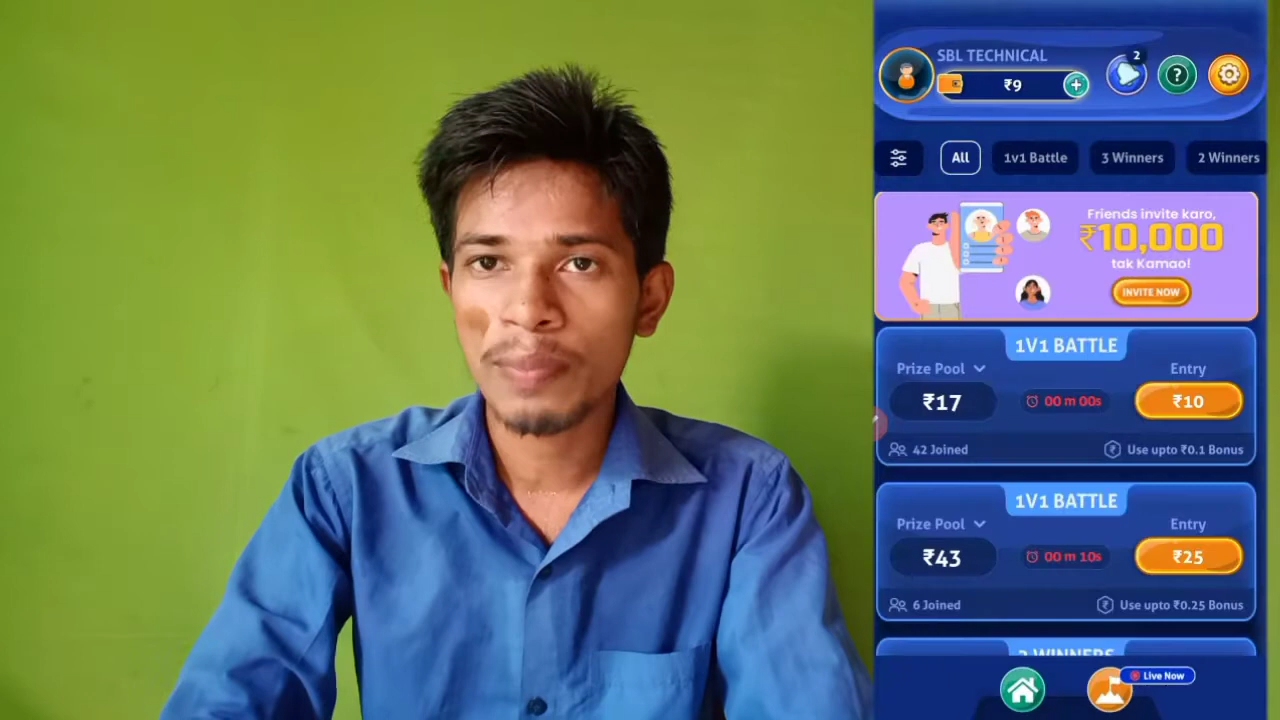 SBL TECHNICAL
2
₹9
All
1v1 Battle
3 Winners
2 Winners
Friends invite karo,
₹10,000
tak Kamao!
INVITE NOW
1V1 BATTLE
Prize Pool
Entry
₹17
00 m 00s
₹10
42 Joined
Use upto ₹0.1 Bonus
1V1 BATTLE
Prize Pool
Entry
₹43
00 m 10s
₹25
6 Joined
Use upto ₹0.25 Bonus
WINNERS
Live Now